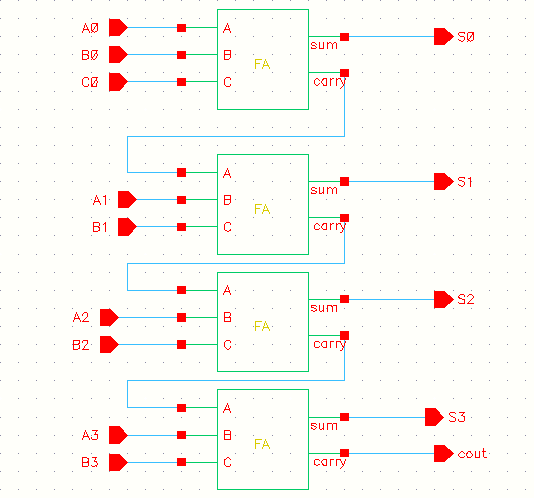 A0 A
B0 B FA sum S0
C0 C carry
A
A1 B FA sum S1
B1 C carry
A
A2 B FA sum S2
B2 C carry
A
A3 B FA sum S3
B3 C carry cout